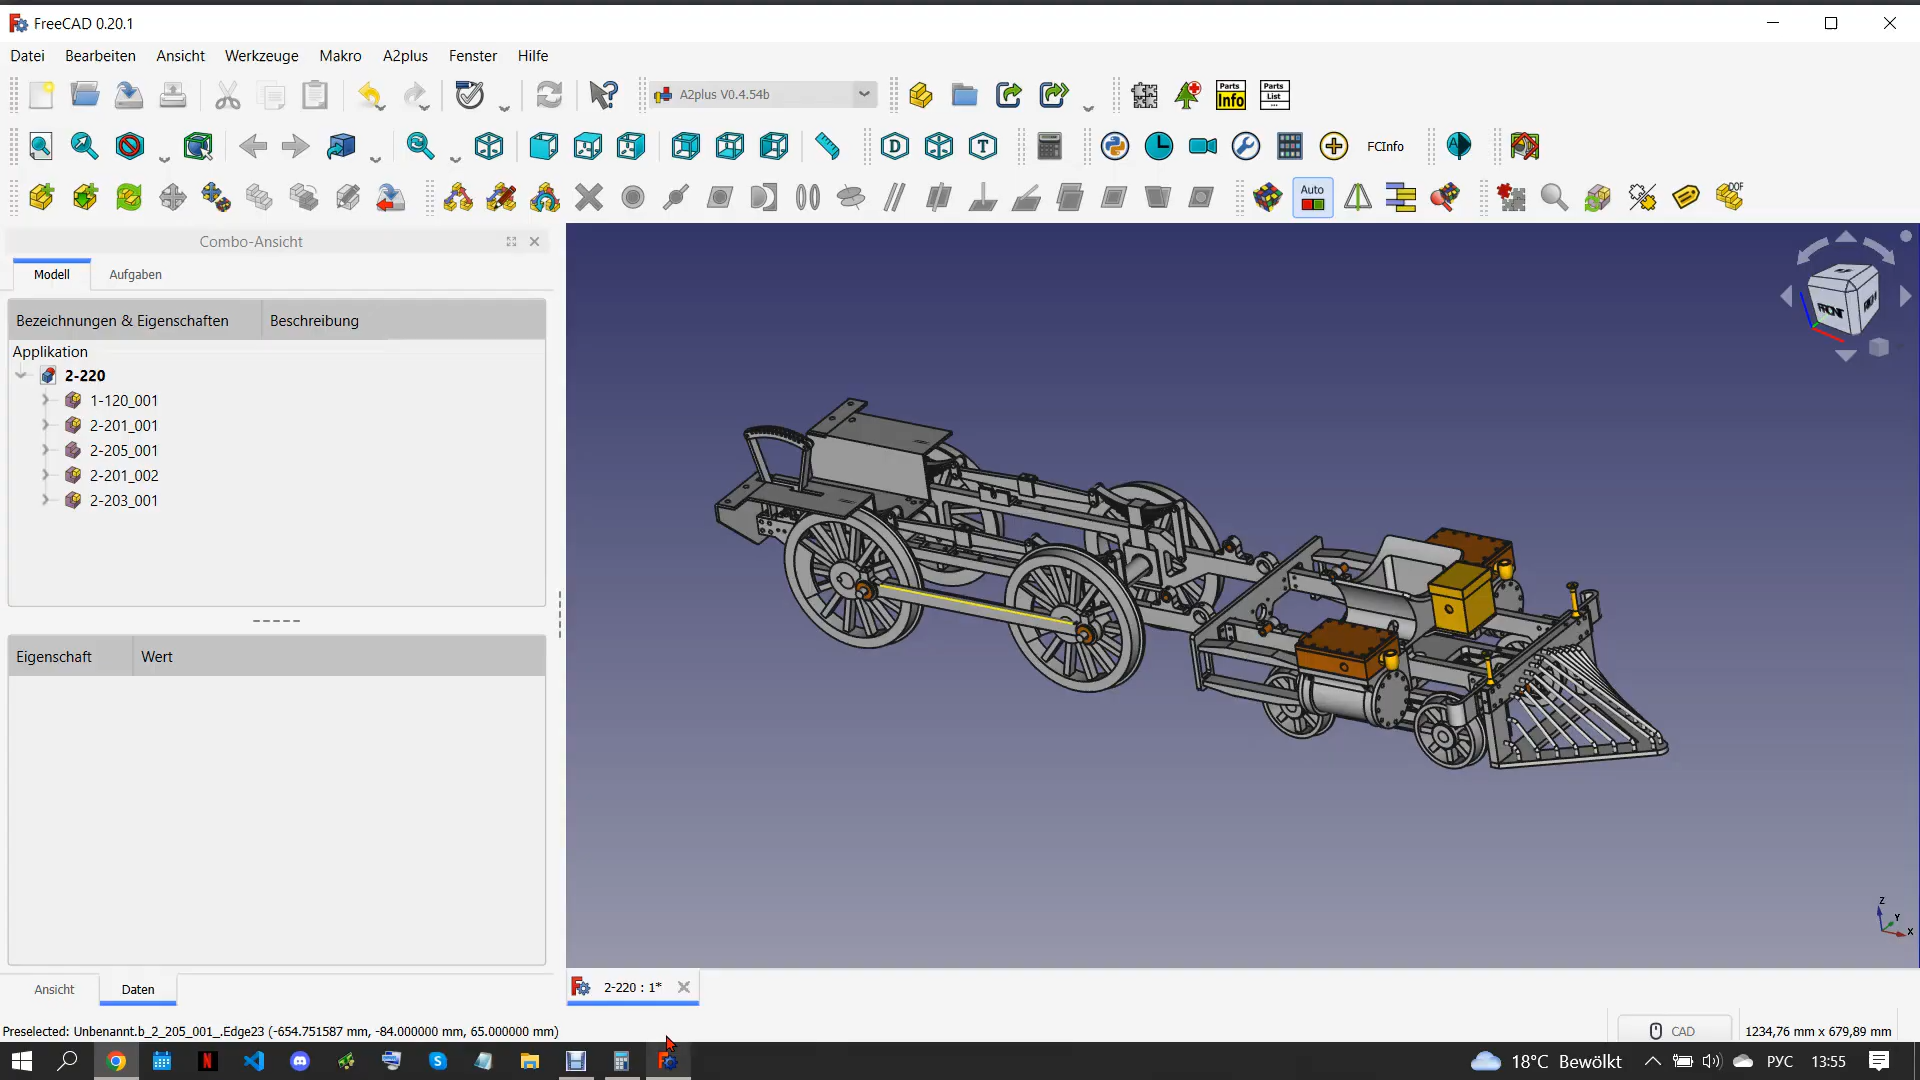 FreeCAD 0.20.1
Datei Bearbeiten Ansicht Werkzeuge Makro A2plus Fenster Hilfe
A2plus V0.4.54b
Parts Info
Parts List
D T
FCInfo
Auto
DOF
Combo-Ansicht
Modell Aufgaben
Bezeichnungen & Eigenschaften Beschreibung
Applikation
2-220
1-120_001
2-201_001
2-205_001
2-201_002
2-203_001
FRONT
Eigenschaft Wert
Z
Y
X
Ansicht Daten
2-220 : 1*
Preselected: Unbenannt.b_2_205_001_.Edge23 (-654.751587 mm, -84.000000 mm, 65.000000 mm)
CAD
1234,76 mm x 679,89 mm
18°C Bewölkt
РУС
13:55